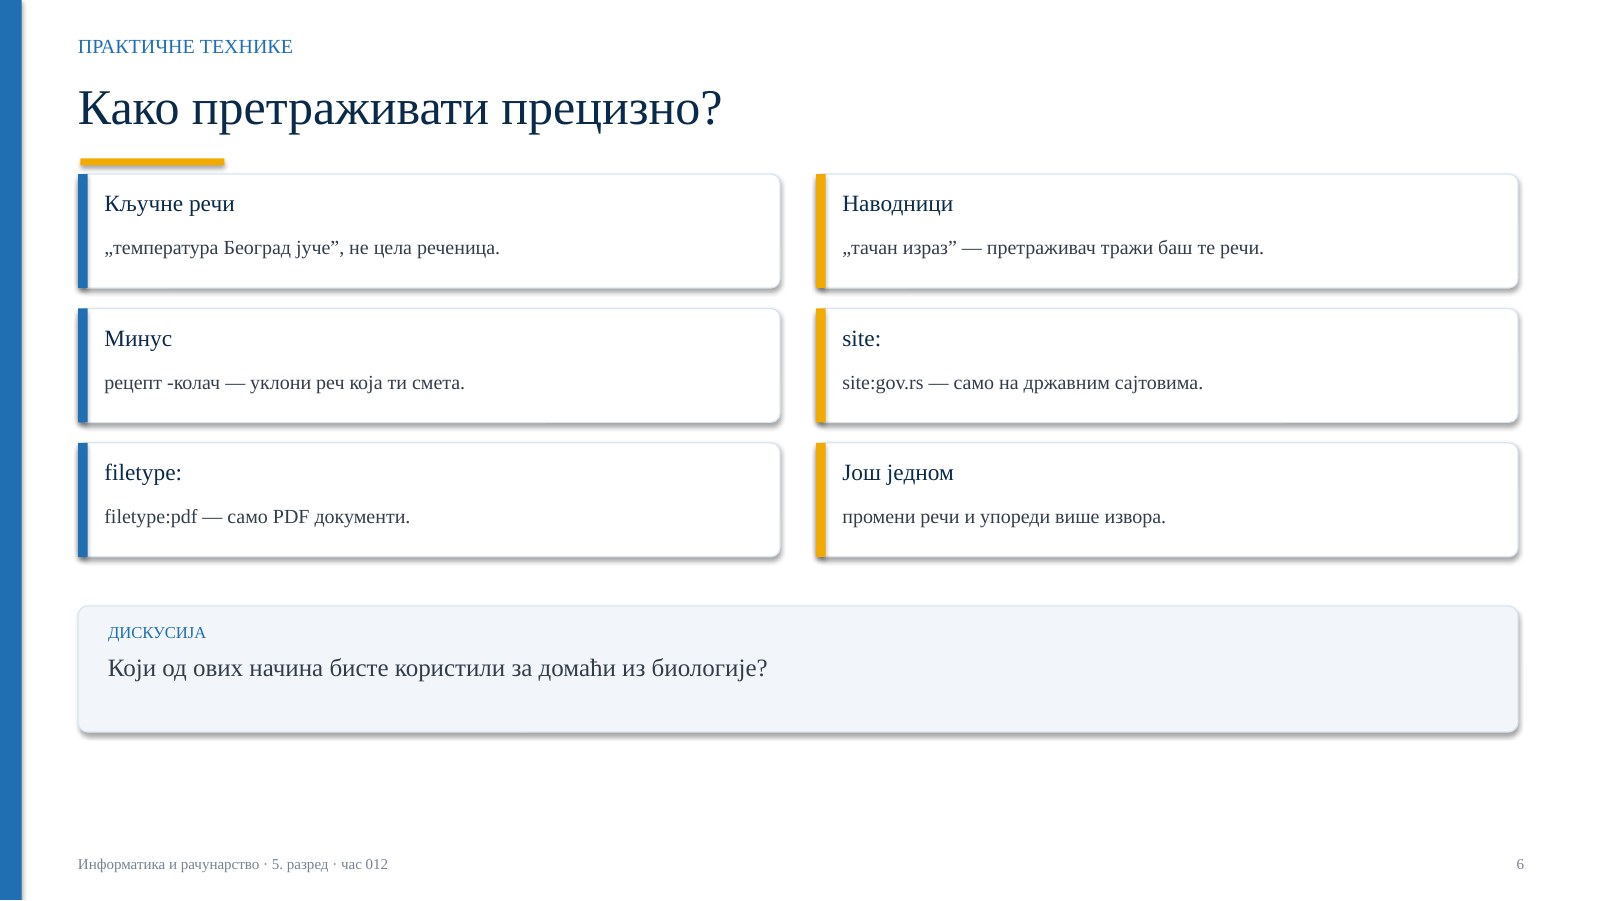 ПРАКТИЧНЕ ТЕХНИКЕ
Како претраживати прецизно?
Кључне речи
„температура Београд јуче”, не цела реченица.
Наводници
„тачан израз” — претраживач тражи баш те речи.
Минус
рецепт -колач — уклони реч која ти смета.
site:
site:gov.rs — само на државним сајтовима.
filetype:
filetype:pdf — само PDF документи.
Још једном
промени речи и упореди више извора.
ДИСКУСИЈА
Који од ових начина бисте користили за домаћи из биологије?
Информатика и рачунарство · 5. разред · час 012
6